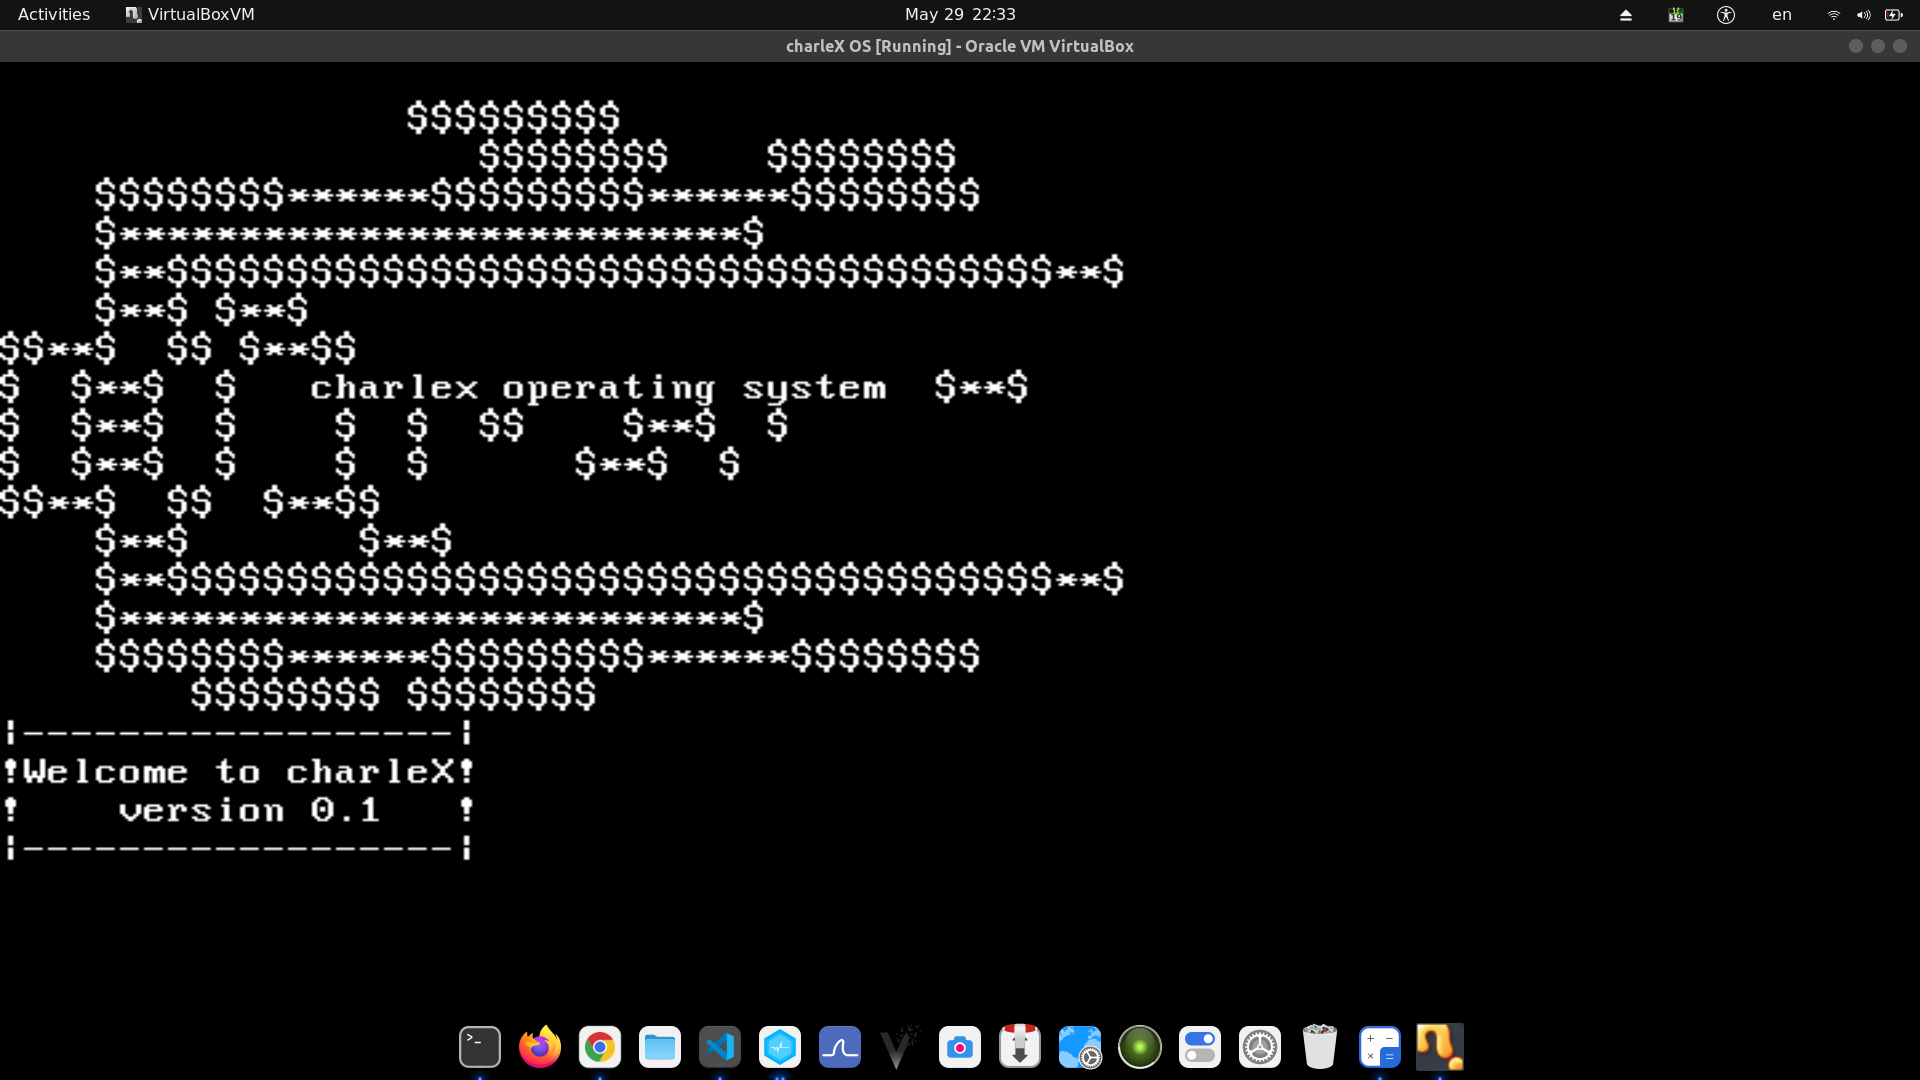 Activities VirtualBoxVM May 29 22:33 en
charleX OS [Running] - Oracle VM VirtualBox
                 $$$$$$$$$
                    $$$$$$$$    $$$$$$$$
    $$$$$$$$******$$$$$$$$$******$$$$$$$$
    $**************************$
    $**$$$$$$$$$$$$$$$$$$$$$$$$$$$$$$$$$$$$$**$
    $**$ $**$
$$**$  $$ $**$$
$  $**$  $   charlex operating system  $**$
$  $**$  $    $  $  $$    $**$  $
$  $**$  $    $  $      $**$  $
$$**$  $$  $**$$
    $**$       $**$
    $**$$$$$$$$$$$$$$$$$$$$$$$$$$$$$$$$$$$$$**$
    $**************************$
    $$$$$$$$******$$$$$$$$$******$$$$$$$$
        $$$$$$$$ $$$$$$$$
¦------------------¦
!Welcome to charleX!
!    version 0.1   !
¦------------------¦